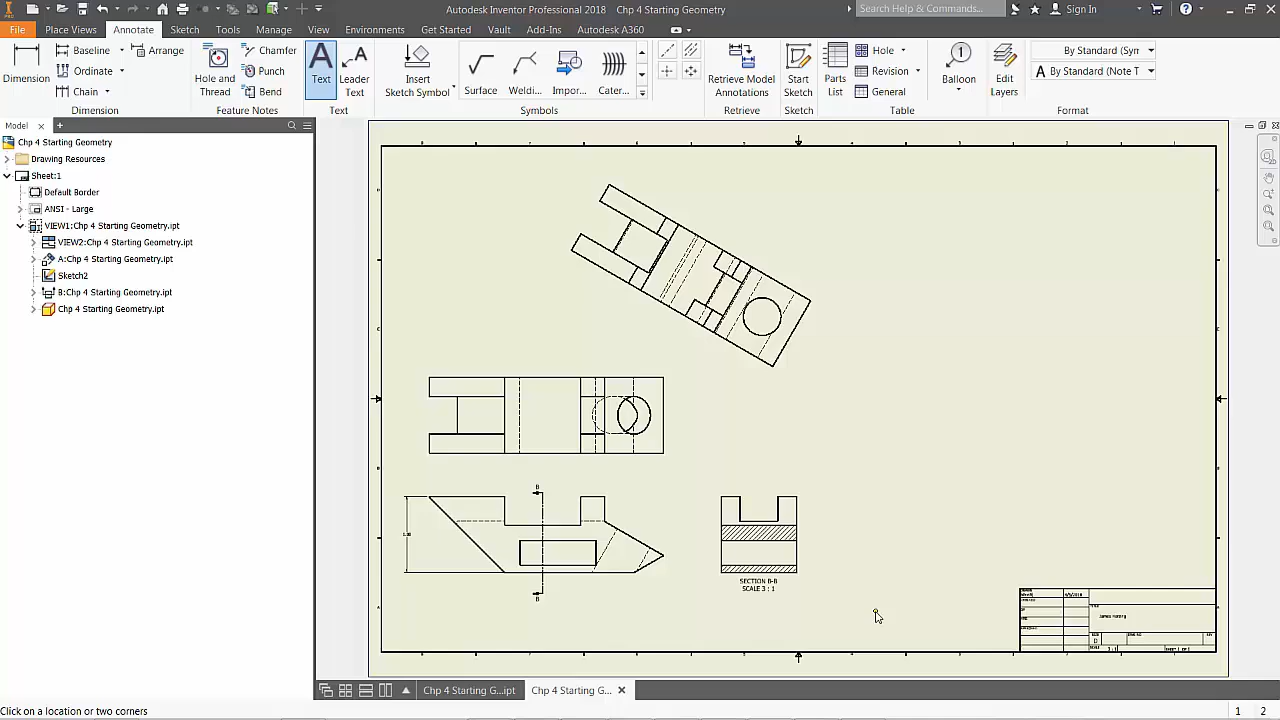 Autodesk Inventor Professional 2018 Chp 4 Starting Geometry
Search Help & Commands...
Sign In
PRO
File Place Views Annotate Sketch Tools Manage View Environments Get Started Vault Add-Ins Autodesk A360
Dimension
Baseline
Ordinate
Chain
Arrange
Dimension
Hole and Thread
Chamfer
Punch
Bend
Feature Notes
Text
Leader Text
Text
Insert Sketch Symbol
Surface
Weldi...
Impor...
Cater...
Symbols
Retrieve Model Annotations
Retrieve
Start Sketch
Sketch
Parts List
Hole
Revision
General
Table
Balloon
Edit Layers
By Standard (Sym
By Standard (Note T
Format
Model
Chp 4 Starting Geometry
Drawing Resources
Sheet:1
Default Border
ANSI - Large
VIEW1:Chp 4 Starting Geometry.ipt
VIEW2:Chp 4 Starting Geometry.ipt
A:Chp 4 Starting Geometry.ipt
Sketch2
B:Chp 4 Starting Geometry.ipt
Chp 4 Starting Geometry.ipt
B
B
SECTION B-B
SCALE 3 : 1
Chp 4 Starting G...ipt
Chp 4 Starting G...
Click on a location or two corners
1 2